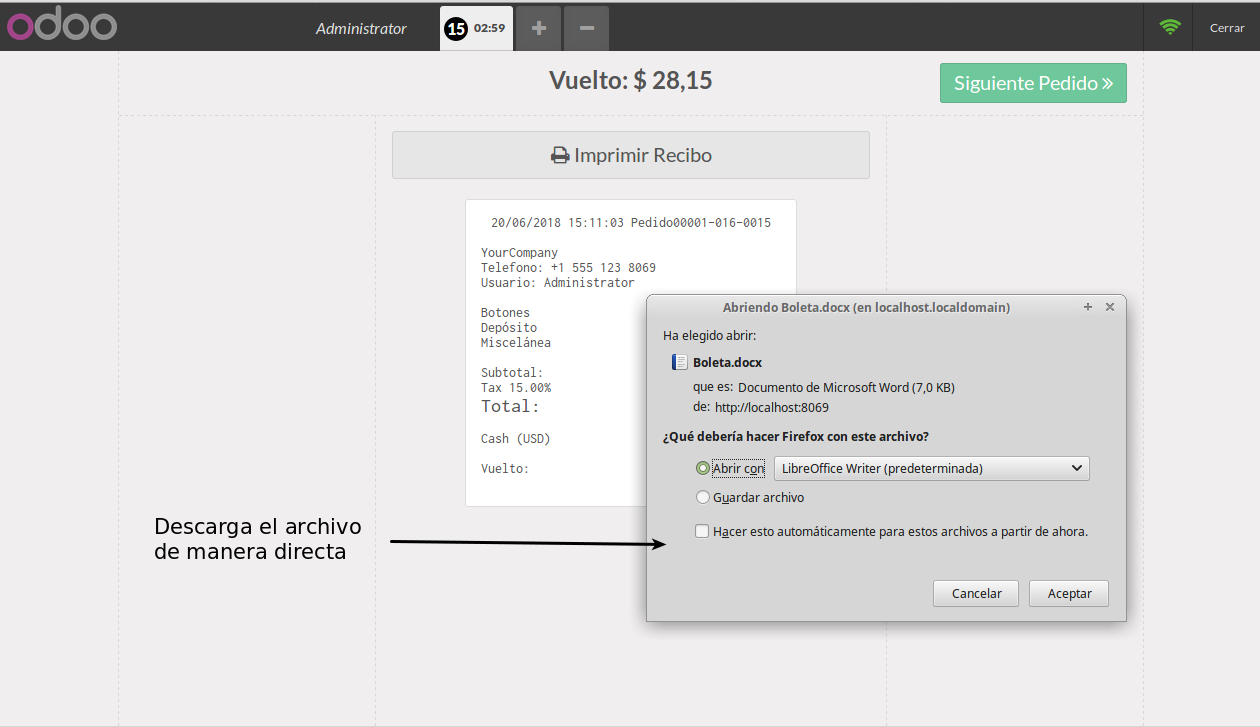 odoo
Administrator
15 02:59
Cerrar
Vuelto: $ 28,15
Siguiente Pedido »
Imprimir Recibo
20/06/2018 15:11:03 Pedido00001-016-0015
YourCompany
Telefono: +1 555 123 8069
Usuario: Administrator
Botones
Depósito
Miscelánea
Subtotal:
Tax 15.00%
Total:
Cash (USD)
Vuelto:
Abriendo Boleta.docx (en localhost.localdomain)
Ha elegido abrir:
Boleta.docx
que es: Documento de Microsoft Word (7,0 KB)
de: http://localhost:8069
¿Qué debería hacer Firefox con este archivo?
Abrir con LibreOffice Writer (predeterminada)
Guardar archivo
Hacer esto automáticamente para estos archivos a partir de ahora.
Cancelar Aceptar
Descarga el archivo
de manera directa